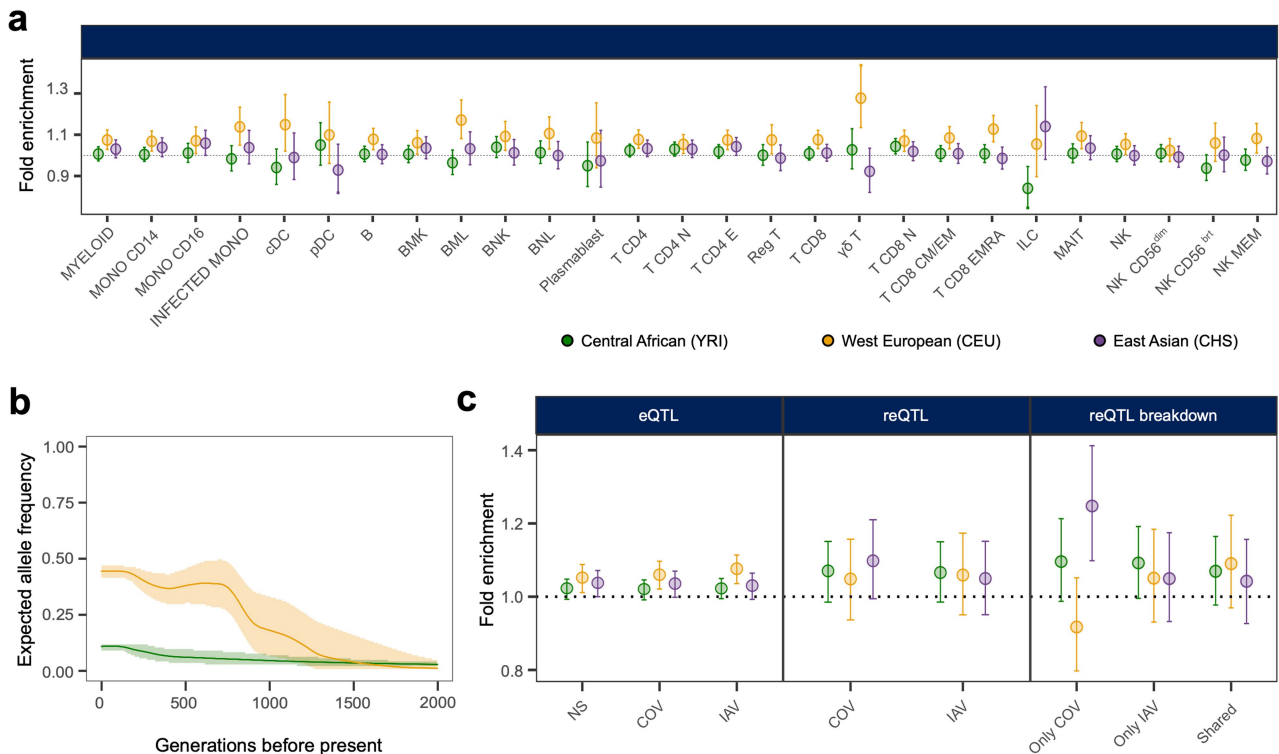 a
Fold enrichment
1.3
1.1
0.9
MYELOID
MONO CD14
MONO CD16
INFECTED MONO
cDC
pDC
B
BMK
BML
BNK
BNL
Plasmablast
T CD4
T CD4 N
T CD4 E
Reg T
T CD8
γδ T
T CD8 N
T CD8 CM/EM
T CD8 EMRA
ILC
MAIT
NK
NK CD56dim
NK CD56brt
NK MEM
Central African (YRI)
West European (CEU)
East Asian (CHS)
b
Expected allele frequency
1.00
0.75
0.50
0.25
0.00
0
500
1000
1500
2000
Generations before present
c
eQTL
reQTL
reQTL breakdown
Fold enrichment
1.4
1.2
1.0
0.8
NS
COV
IAV
COV
IAV
Only COV
Only IAV
Shared